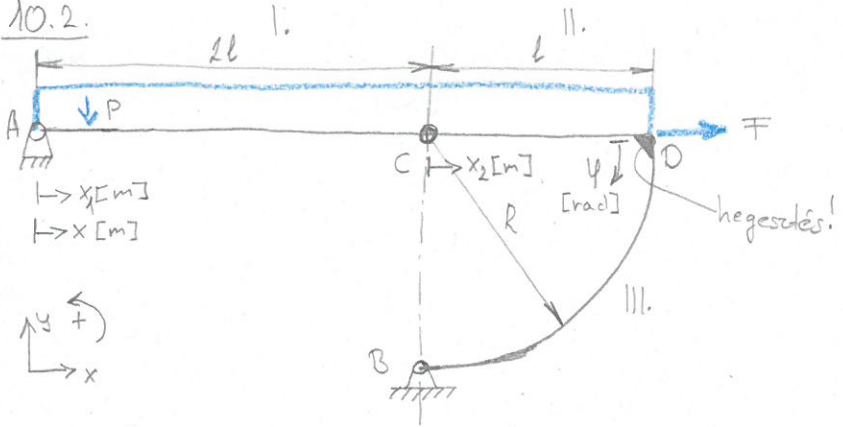 10.2.
I. II.
2l l
A P F
C x₂[m] φ D
[rad]
x₁[m]
R hegesztés!
x[m]
III.
y +
x
B